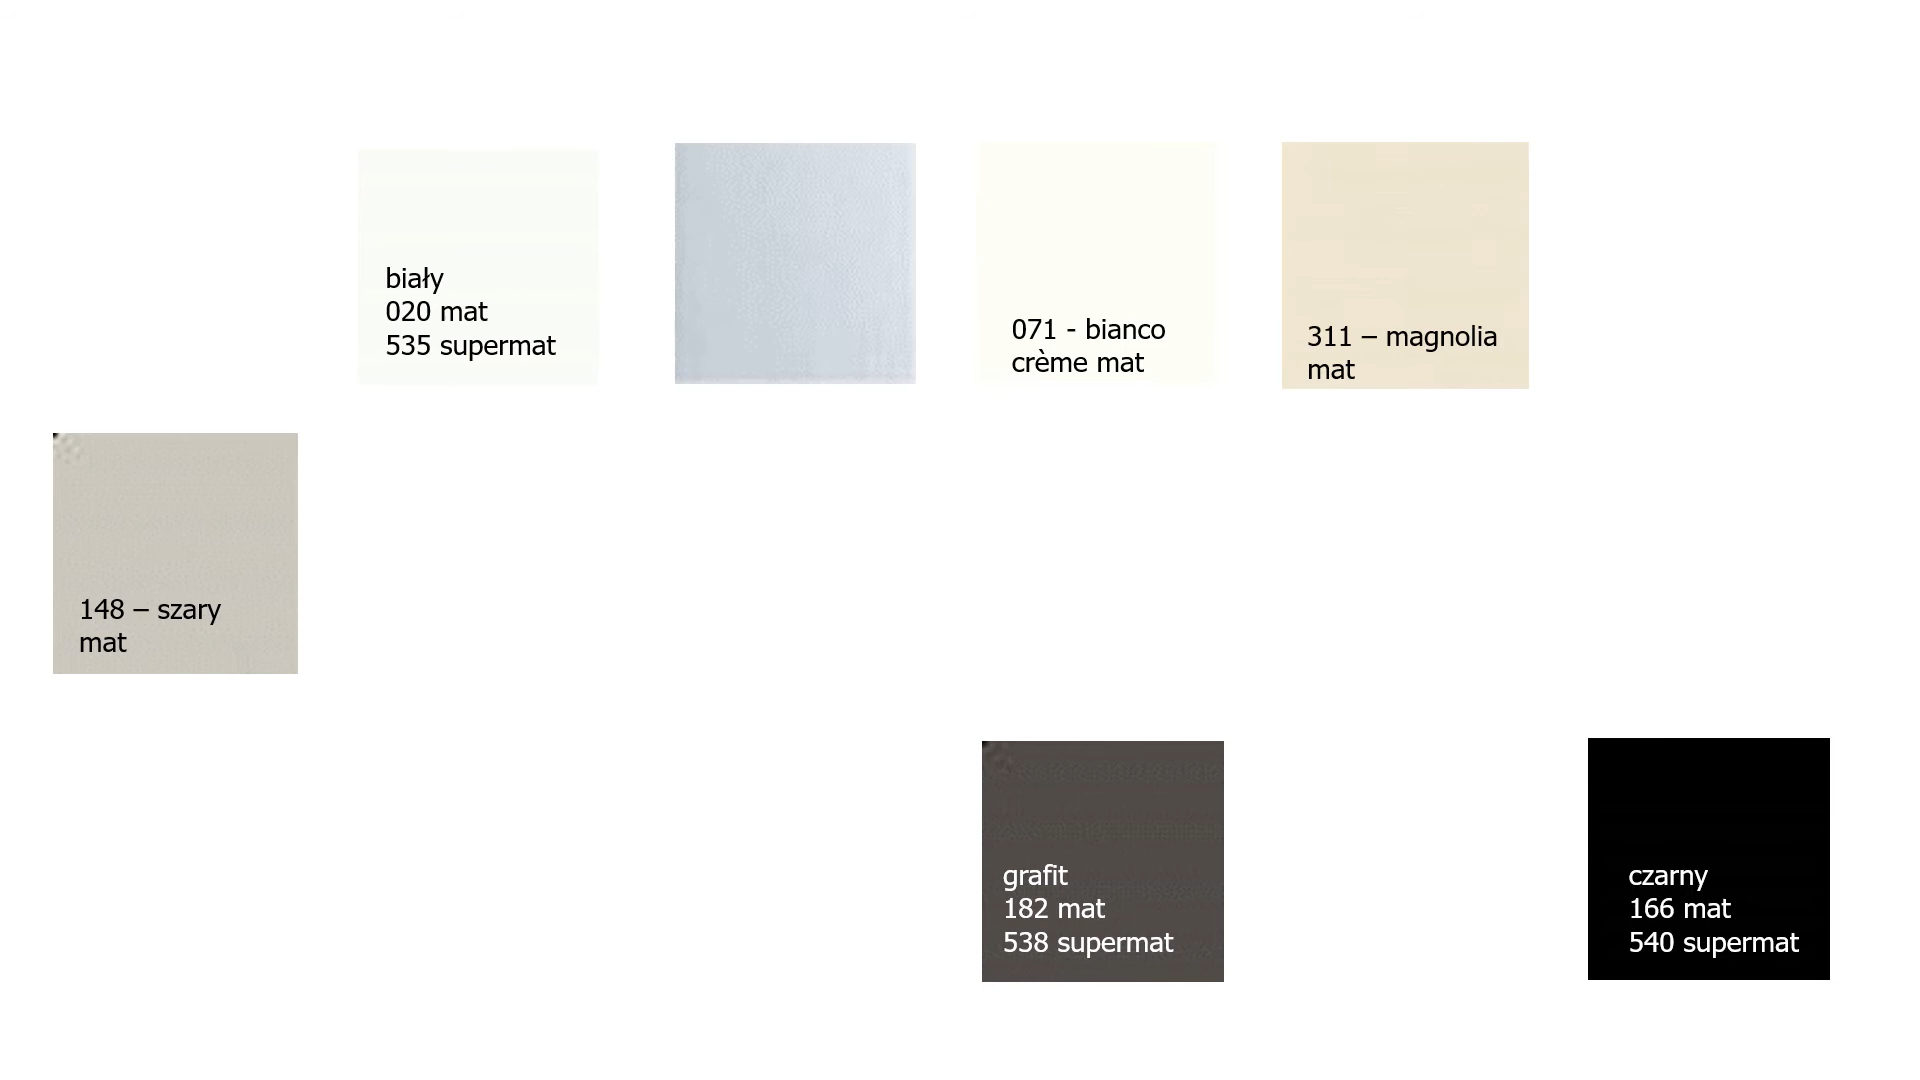 biały
020 mat
535 supermat
071 - bianco
crème mat
311 – magnolia
mat
148 – szary
mat
grafit
182 mat
538 supermat
czarny
166 mat
540 supermat